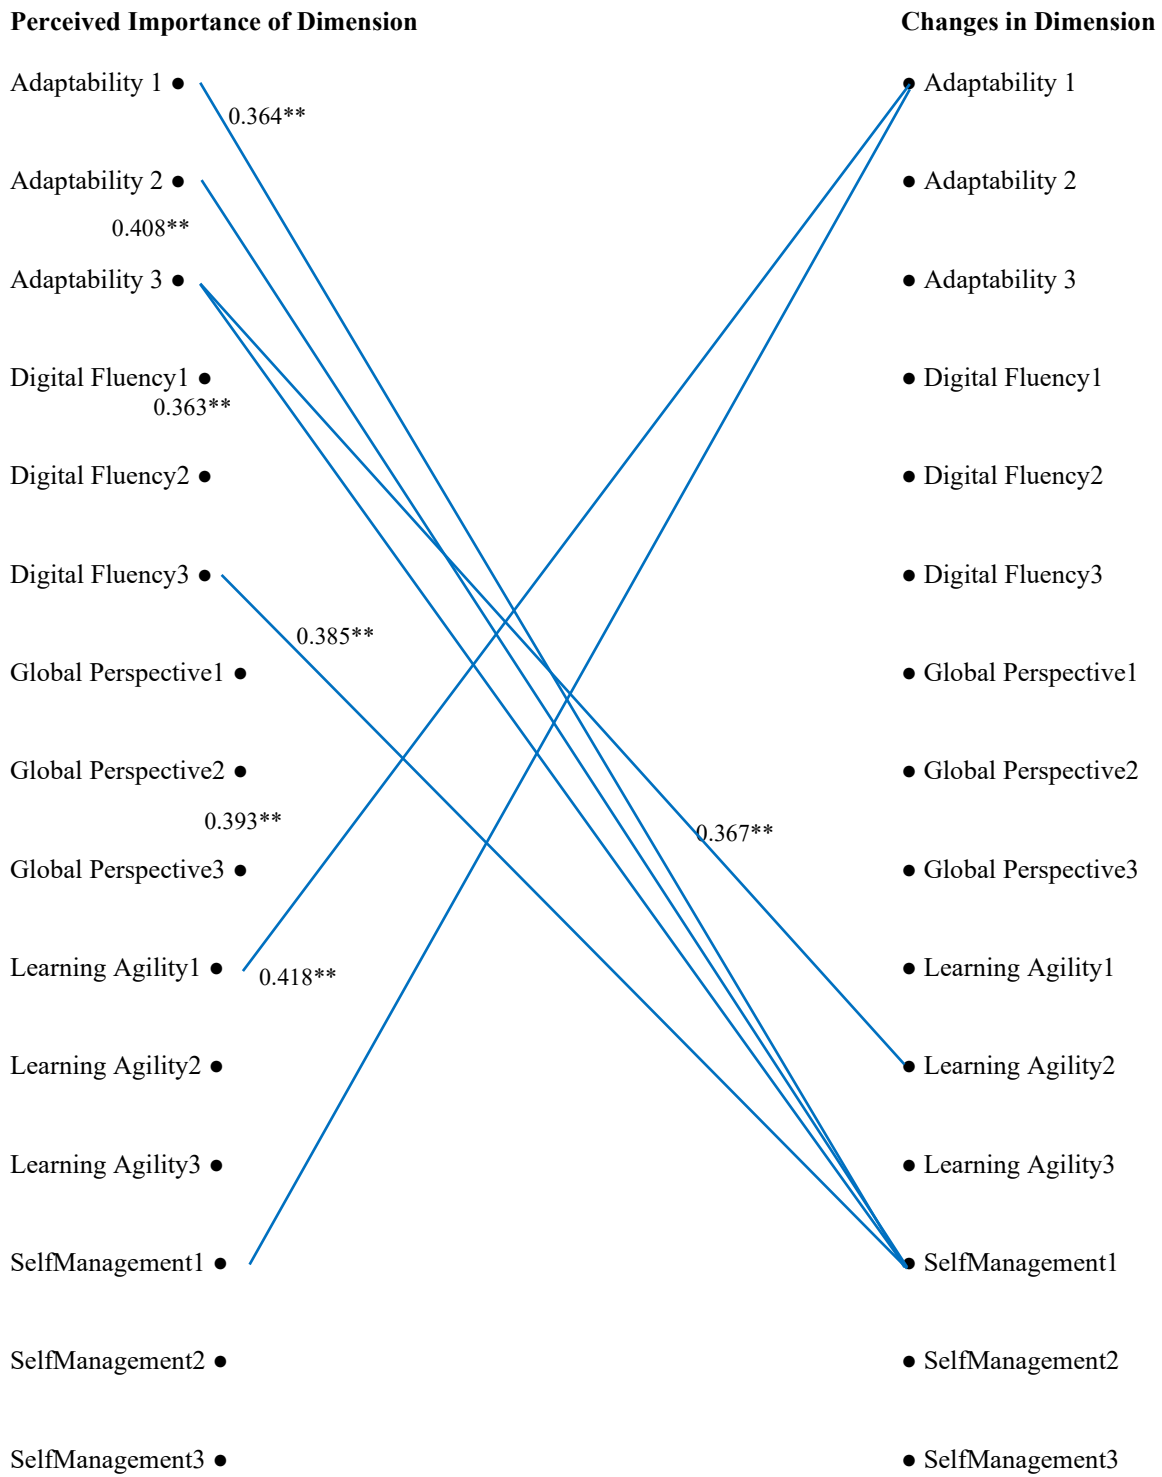 Perceived Importance of Dimension Changes in Dimension
Adaptability 1 ● ● Adaptability 1
0.364**
Adaptability 2 ● ● Adaptability 2
0.408**
Adaptability 3 ● ● Adaptability 3
Digital Fluency1 ● ● Digital Fluency1
0.363**
Digital Fluency2 ● ● Digital Fluency2
Digital Fluency3 ● ● Digital Fluency3
0.385**
Global Perspective1 ● ● Global Perspective1
Global Perspective2 ● ● Global Perspective2
0.393** 0.367**
Global Perspective3 ● ● Global Perspective3
Learning Agility1 ● ● Learning Agility1
0.418**
Learning Agility2 ● ● Learning Agility2
Learning Agility3 ● ● Learning Agility3
SelfManagement1 ● ● SelfManagement1
SelfManagement2 ● ● SelfManagement2
SelfManagement3 ● ● SelfManagement3